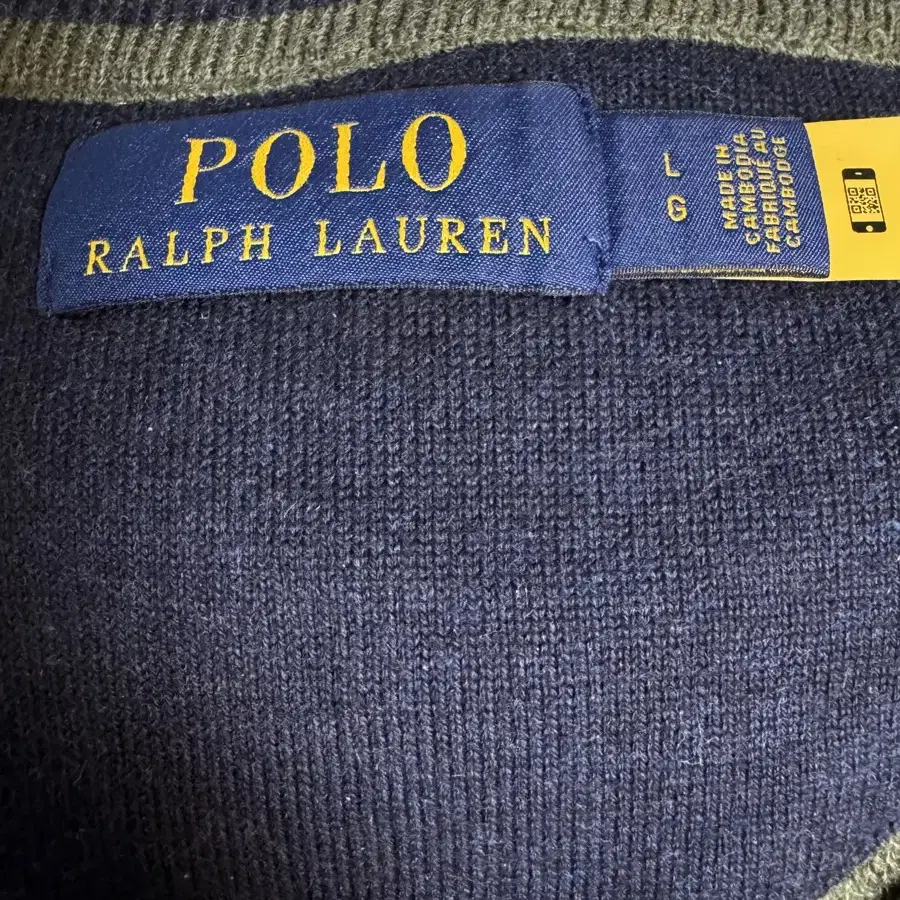 POLO
RALPH LAUREN
L
G
MADE IN
CAMBODIA
FABRIQUÉ AU
CAMBODGE